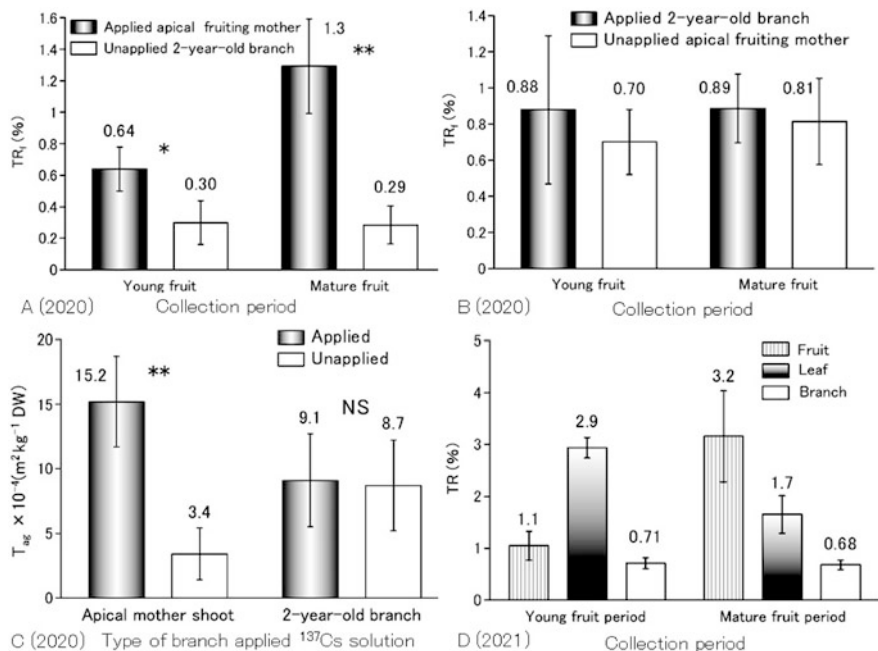 Applied apical fruiting mother
Unapplied 2-year-old branch
1.6
1.4
1.2
1
0.8
0.6
0.4
0.2
0
TRf (%)
0.64
*
0.30
1.3
**
0.29
Young fruit
Mature fruit
A (2020)
Collection period
Applied 2-year-old branch
Unapplied apical fruiting mother
1.4
1.2
1
0.8
0.6
0.4
0.2
0
TRf (%)
0.88
0.70
0.89
0.81
Young fruit
Mature fruit
B (2020)
Collection period
Applied
Unapplied
20
15
10
5
0
Tag × 10⁻⁴(m² kg⁻¹ DW)
15.2
**
3.4
9.1
NS
8.7
Apical mother shoot
2-year-old branch
C (2020)
Type of branch applied ¹³⁷Cs solution
Fruit
Leaf
Branch
5
4
3
2
1
0
TR (%)
1.1
2.9
0.71
3.2
1.7
0.68
Young fruit period
Mature fruit period
D (2021)
Collection period